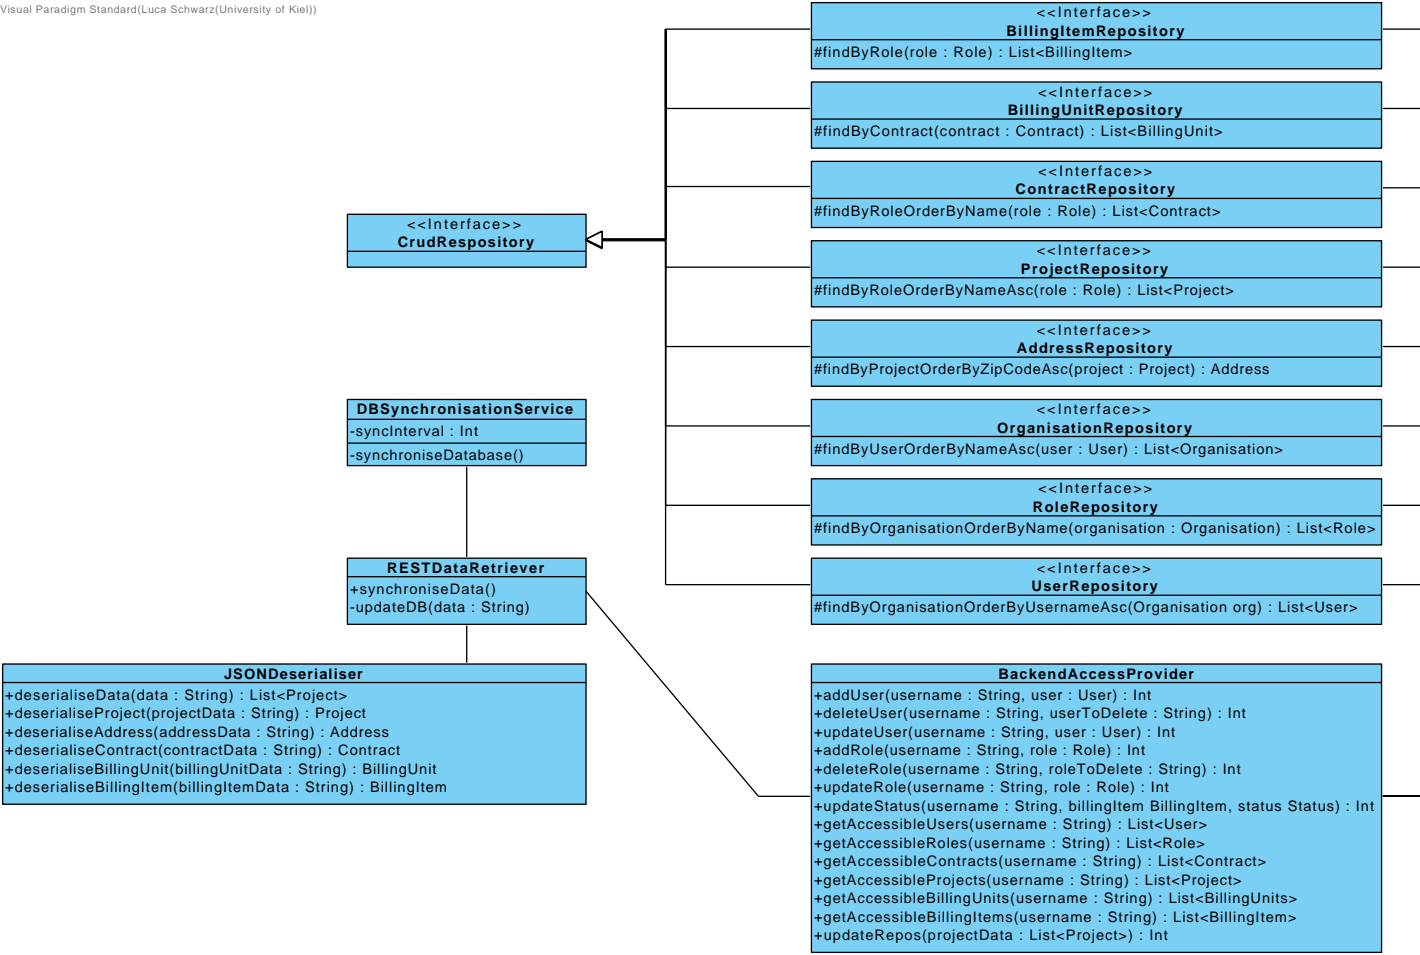 Visual Paradigm Standard(Luca Schwarz(University of Kiel))
<<Interface>>
BillingItemRepository
#findByRole(role : Role) : List<BillingItem>
<<Interface>>
BillingUnitRepository
#findByContract(contract : Contract) : List<BillingUnit>
<<Interface>>
ContractRepository
#findByRoleOrderByName(role : Role) : List<Contract>
<<Interface>>
CrudRespository
<<Interface>>
ProjectRepository
#findByRoleOrderByNameAsc(role : Role) : List<Project>
<<Interface>>
AddressRepository
#findByProjectOrderByZipCodeAsc(project : Project) : Address
<<Interface>>
OrganisationRepository
#findByUserOrderByNameAsc(user : User) : List<Organisation>
<<Interface>>
RoleRepository
#findByOrganisationOrderByName(organisation : Organisation) : List<Role>
<<Interface>>
UserRepository
#findByOrganisationOrderByUsernameAsc(Organisation org) : List<User>
DBSynchronisationService
-syncInterval : Int
-synchroniseDatabase()
RESTDataRetriever
+synchroniseData()
-updateDB(data : String)
JSONDeserialiser
+deserialiseData(data : String) : List<Project>
+deserialiseProject(projectData : String) : Project
+deserialiseAddress(addressData : String) : Address
+deserialiseContract(contractData : String) : Contract
+deserialiseBillingUnit(billingUnitData : String) : BillingUnit
+deserialiseBillingItem(billingItemData : String) : BillingItem
BackendAccessProvider
+addUser(username : String, user : User) : Int
+deleteUser(username : String, userToDelete : String) : Int
+updateUser(username : String, user : User) : Int
+addRole(username : String, role : Role) : Int
+deleteRole(username : String, roleToDelete : String) : Int
+updateRole(username : String, role : Role) : Int
+updateStatus(username : String, billingItem BillingItem, status Status) : Int
+getAccessibleUsers(username : String) : List<User>
+getAccessibleRoles(username : String) : List<Role>
+getAccessibleContracts(username : String) : List<Contract>
+getAccessibleProjects(username : String) : List<Project>
+getAccessibleBillingUnits(username : String) : List<BillingUnits>
+getAccessibleBillingItems(username : String) : List<BillingItem>
+updateRepos(projectData : List<Project>) : Int